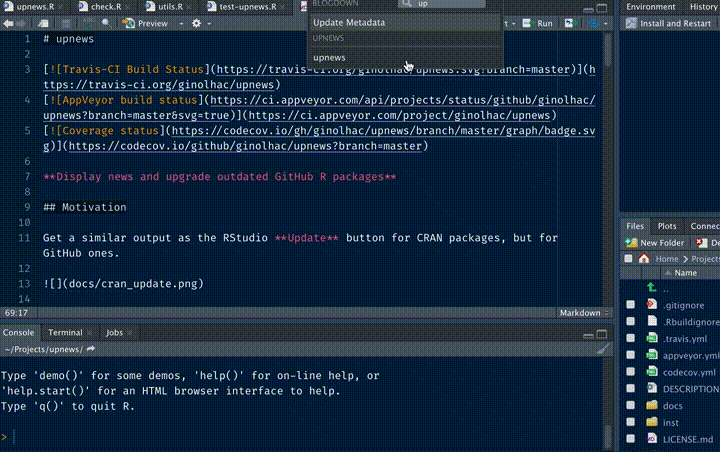 upnews.R
check.R
utils.R
test-upnews.R
BLOGDOWN
up
Update Metadata
UPNEWS
upnews
Preview
Run
1 # upnews
2
3 [![Travis-CI Build Status](https://travis-ci.org/ginolhac/upnews.svg?branch=master)](h
ttps://travis-ci.org/ginolhac/upnews)
4 [![AppVeyor build status](https://ci.appveyor.com/api/projects/status/github/ginolhac/
upnews?branch=master&svg=true)](https://ci.appveyor.com/project/ginolhac/upnews)
5 [![Coverage status](https://codecov.io/gh/ginolhac/upnews/branch/master/graph/badge.sv
g)](https://codecov.io/github/ginolhac/upnews?branch=master)
6
7 **Display news and upgrade outdated GitHub R packages**
8
9 ## Motivation
10
11 Get a similar output as the RStudio **Update** button for CRAN packages, but for
GitHub ones.
12
13 ![](docs/cran_update.png)
14
69:17
Markdown
Console Terminal Jobs
~/Projects/upnews/
Type 'demo()' for some demos, 'help()' for on-line help, or
'help.start()' for an HTML browser interface to help.
Type 'q()' to quit R.
>
Environment History
Install and Restart
Files Plots Connec
New Folder De
Home Projects
Name
..
.gitignore
.Rbuildignore
.travis.yml
appveyor.yml
codecov.yml
DESCRIPTION
docs
inst
LICENSE.md